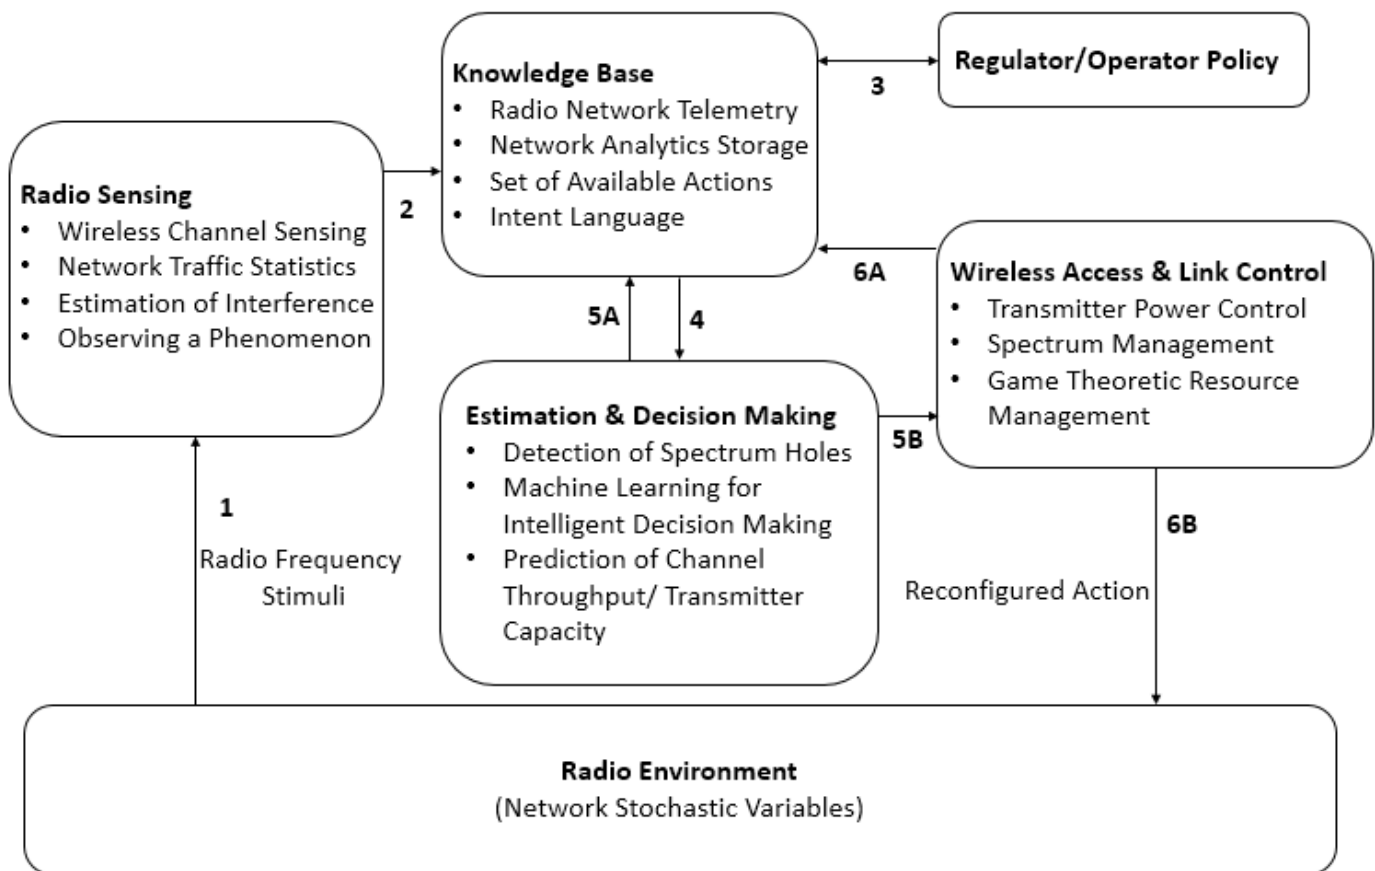 Knowledge Base
• Radio Network Telemetry
• Network Analytics Storage
• Set of Available Actions
• Intent Language
Regulator/Operator Policy
3
Radio Sensing
• Wireless Channel Sensing
• Network Traffic Statistics
• Estimation of Interference
• Observing a Phenomenon
2
6A
Wireless Access & Link Control
• Transmitter Power Control
• Spectrum Management
• Game Theoretic Resource
Management
5A
4
Estimation & Decision Making
• Detection of Spectrum Holes
• Machine Learning for
Intelligent Decision Making
• Prediction of Channel
Throughput/ Transmitter
Capacity
5B
1
Radio Frequency
Stimuli
6B
Reconfigured Action
Radio Environment
(Network Stochastic Variables)